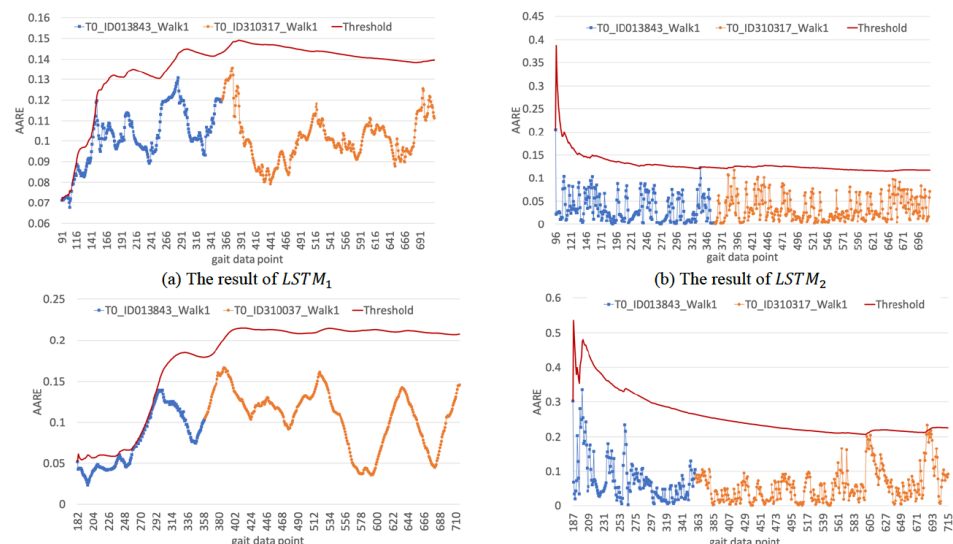 0.16
T0_ID013843_Walk1 T0_ID310317_Walk1 Threshold
0.15
0.14
0.13
0.12
0.11
0.1
0.09
0.08
0.07
0.06
AARE
91 116 141 166 191 216 241 266 291 316 341 366 391 416 441 466 491 516 541 566 591 616 641 666 691
gait data point
(a) The result of LSTM₁
0.45
T0_ID013843_Walk1 T0_ID310317_Walk1 Threshold
0.4
0.35
0.3
0.25
0.2
0.15
0.1
0.05
0
AARE
96 121 146 171 196 221 246 271 296 321 346 371 396 421 446 471 496 521 546 571 596 621 646 671 696
gait data point
(b) The result of LSTM₂
0.25
T0_ID013843_Walk1 T0_ID310037_Walk1 Threshold
0.2
0.15
0.1
0.05
0
AARE
182 204 226 248 270 292 314 336 358 380 402 424 446 468 490 512 534 556 578 600 622 644 666 688 710
gait data point
0.6
T0_ID013843_Walk1 T0_ID310317_Walk1 Threshold
0.5
0.4
0.3
0.2
0.1
0
AARE
187 209 231 253 275 297 319 341 363 385 407 429 451 473 495 517 539 561 583 605 627 649 671 693 715
gait data point